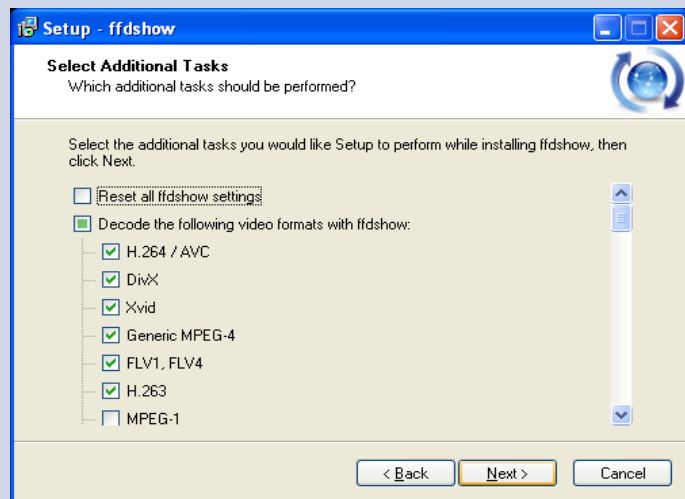 Setup - ffdshow
Select Additional Tasks
Which additional tasks should be performed?
Select the additional tasks you would like Setup to perform while installing ffdshow, then
click Next.
Reset all ffdshow settings
Decode the following video formats with ffdshow:
H.264 / AVC
DivX
Xvid
Generic MPEG-4
FLV1, FLV4
H.263
MPEG-1
< Back
Next >
Cancel